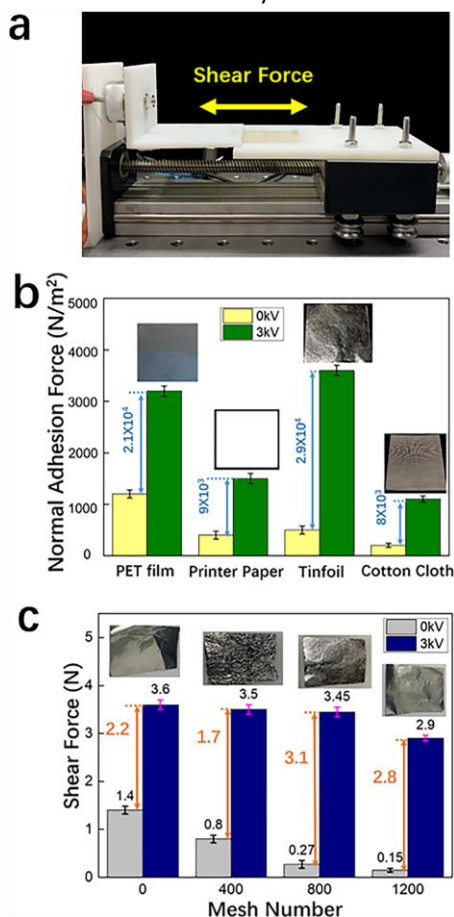 a
Shear Force
b
Normal Adhesion Force (N/m²)
5000
4000
3000
2000
1000
0
0kV
3kV
2.1X10⁴
9X10³
2.9X10⁴
8X10³
PET film
Printer Paper
Tinfoil
Cotton Cloth
c
Shear Force (N)
5
4
3
2
1
0
0kV
3kV
3.6
3.5
3.45
2.9
2.2
1.7
3.1
2.8
1.4
0.8
0.27
0.15
0
400
800
1200
Mesh Number